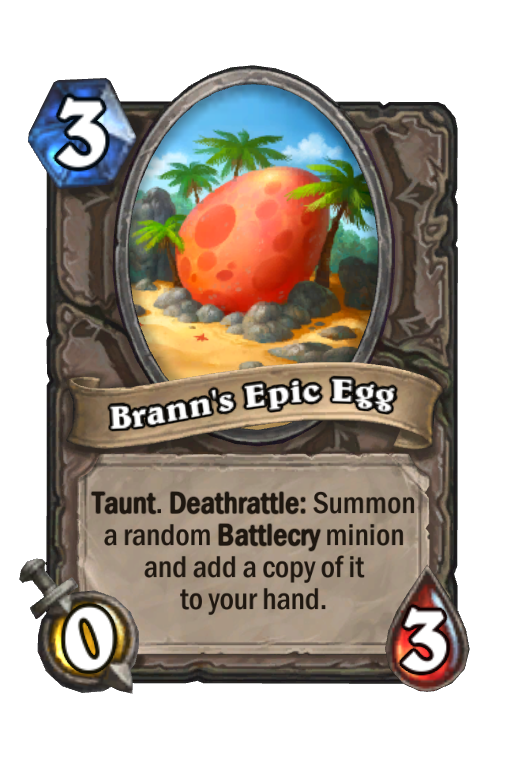 3
Brann's Epic Egg
Taunt. Deathrattle: Summon
a random Battlecry minion
and add a copy of it
to your hand.
0
3